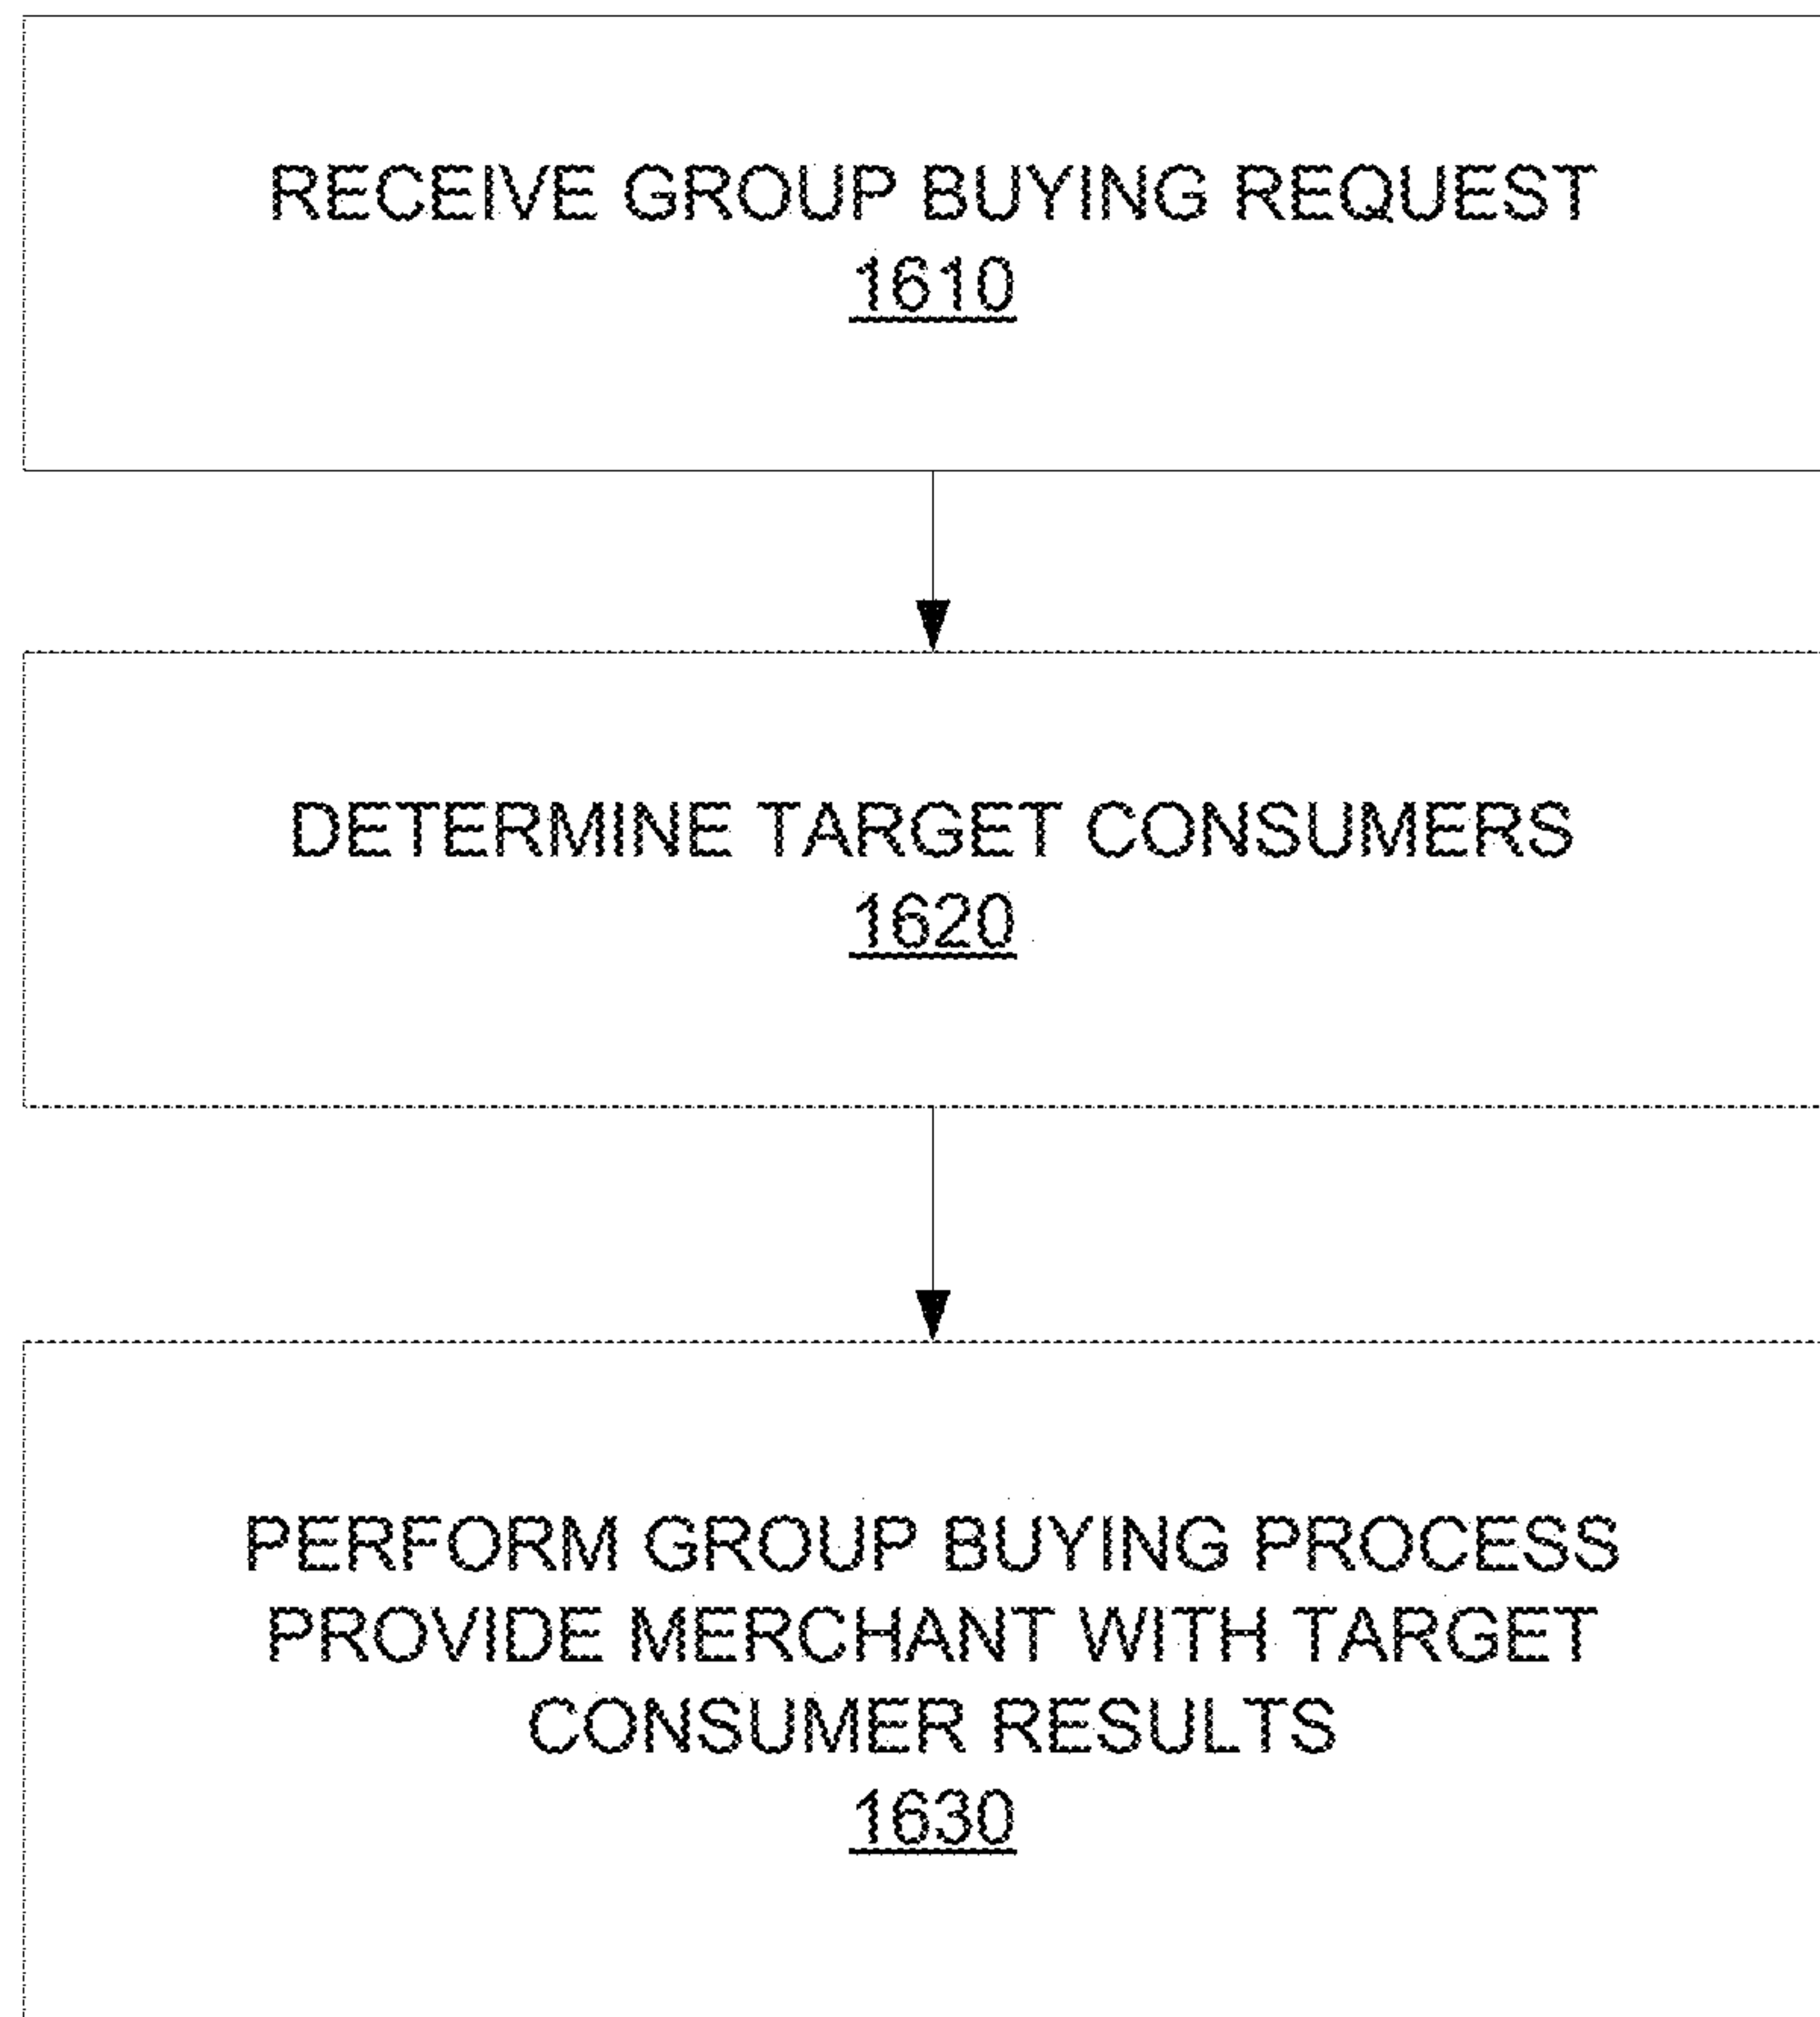 RECEIVE GROUP BUYING REQUEST
1610
DETERMINE TARGET CONSUMERS
1620
PERFORM GROUP BUYING PROCESS
PROVIDE MERCHANT WITH TARGET
CONSUMER RESULTS
1630